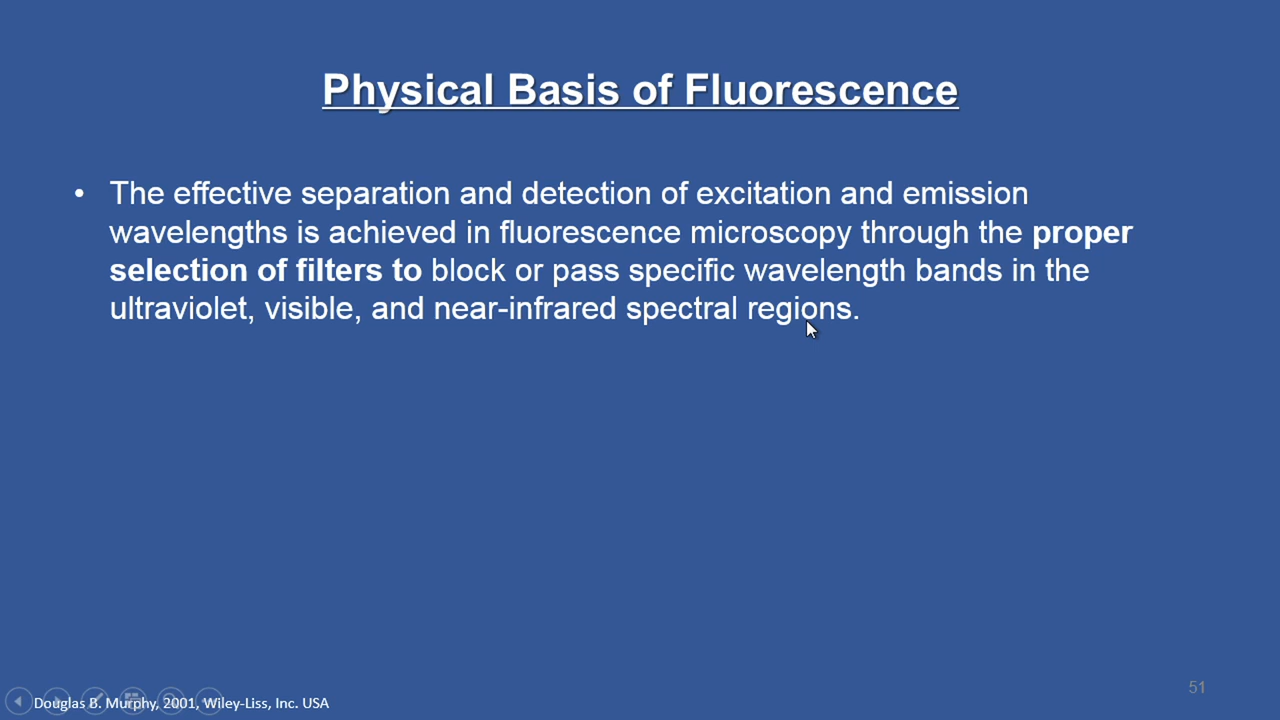 Physical Basis of Fluorescence
• The effective separation and detection of excitation and emission
wavelengths is achieved in fluorescence microscopy through the proper
selection of filters to block or pass specific wavelength bands in the
ultraviolet, visible, and near-infrared spectral regions.
Douglas B. Murphy, 2001, Wiley-Liss, Inc. USA
51